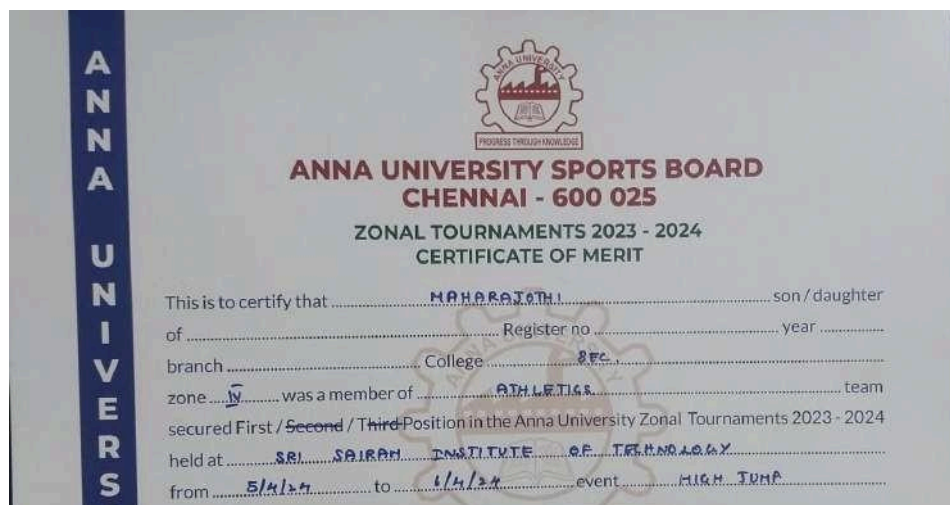 ANNA UNIVERS
ANNA UNIVERSITY
PROGRESS THROUGH KNOWLEDGE
ANNA UNIVERSITY SPORTS BOARD
CHENNAI - 600 025
ZONAL TOURNAMENTS 2023 - 2024
CERTIFICATE OF MERIT
This is to certify that MAHARAJOTHI son / daughter
of Register no year
branch College SEC,
zone IV was a member of ATHLETICS team
secured First / Second / Third Position in the Anna University Zonal Tournaments 2023 - 2024
held at SRI SAIRAM INSTITUTE OF TECHNOLOGY
from 5/4/24 to 6/4/24 event HIGH JUMP